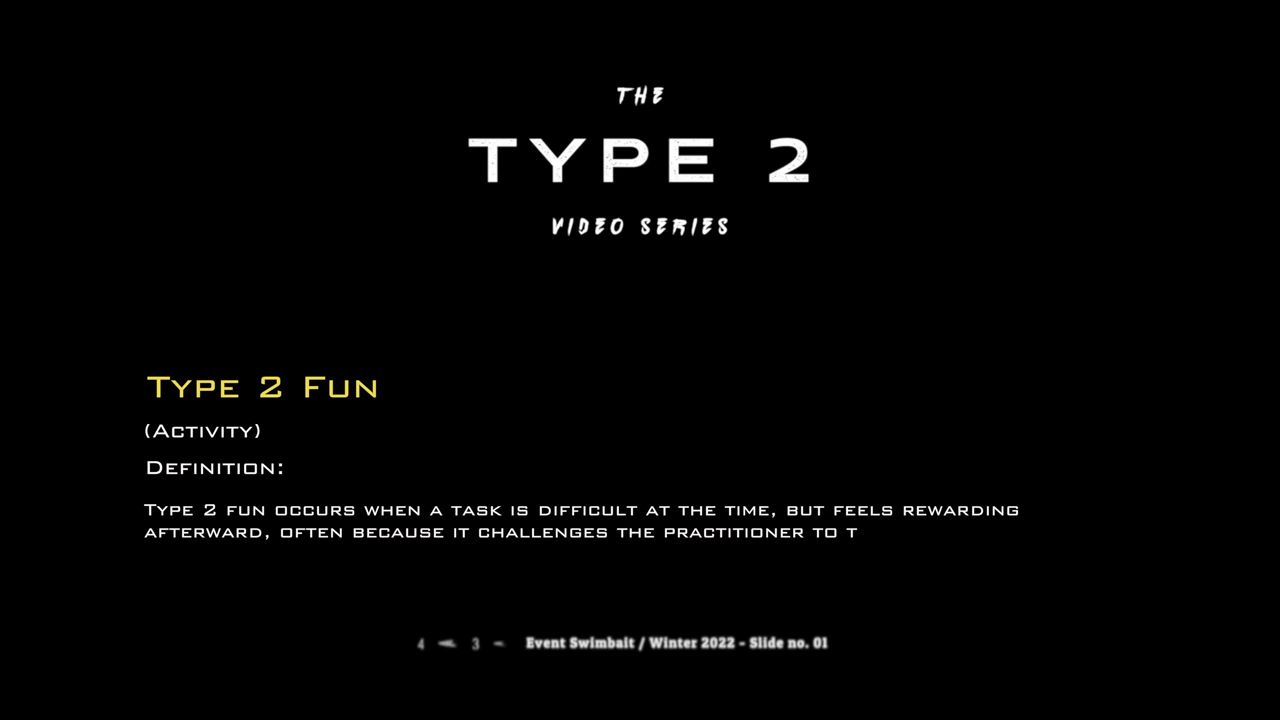 THE
TYPE 2
VIDEO SERIES
Type 2 Fun
(Activity)
Definition:
Type 2 fun occurs when a task is difficult at the time, but feels rewarding
afterward, often because it challenges the practitioner to t
4 3 Event Swimbait / Winter 2022 - Slide no. 01